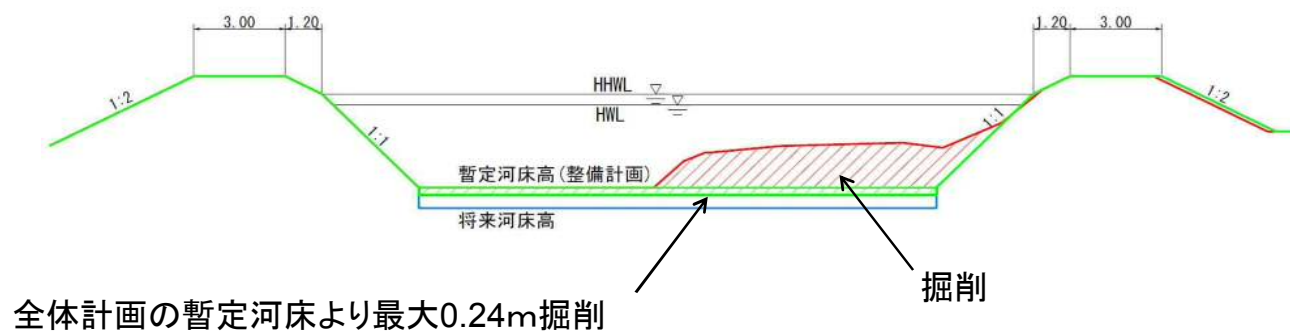 3.00 1.20 1.20 3.00
HHWL
HWL
1:2 1:1 1:1 1:2
暫定河床高(整備計画)
将来河床高
掘削
全体計画の暫定河床より最大0.24m掘削